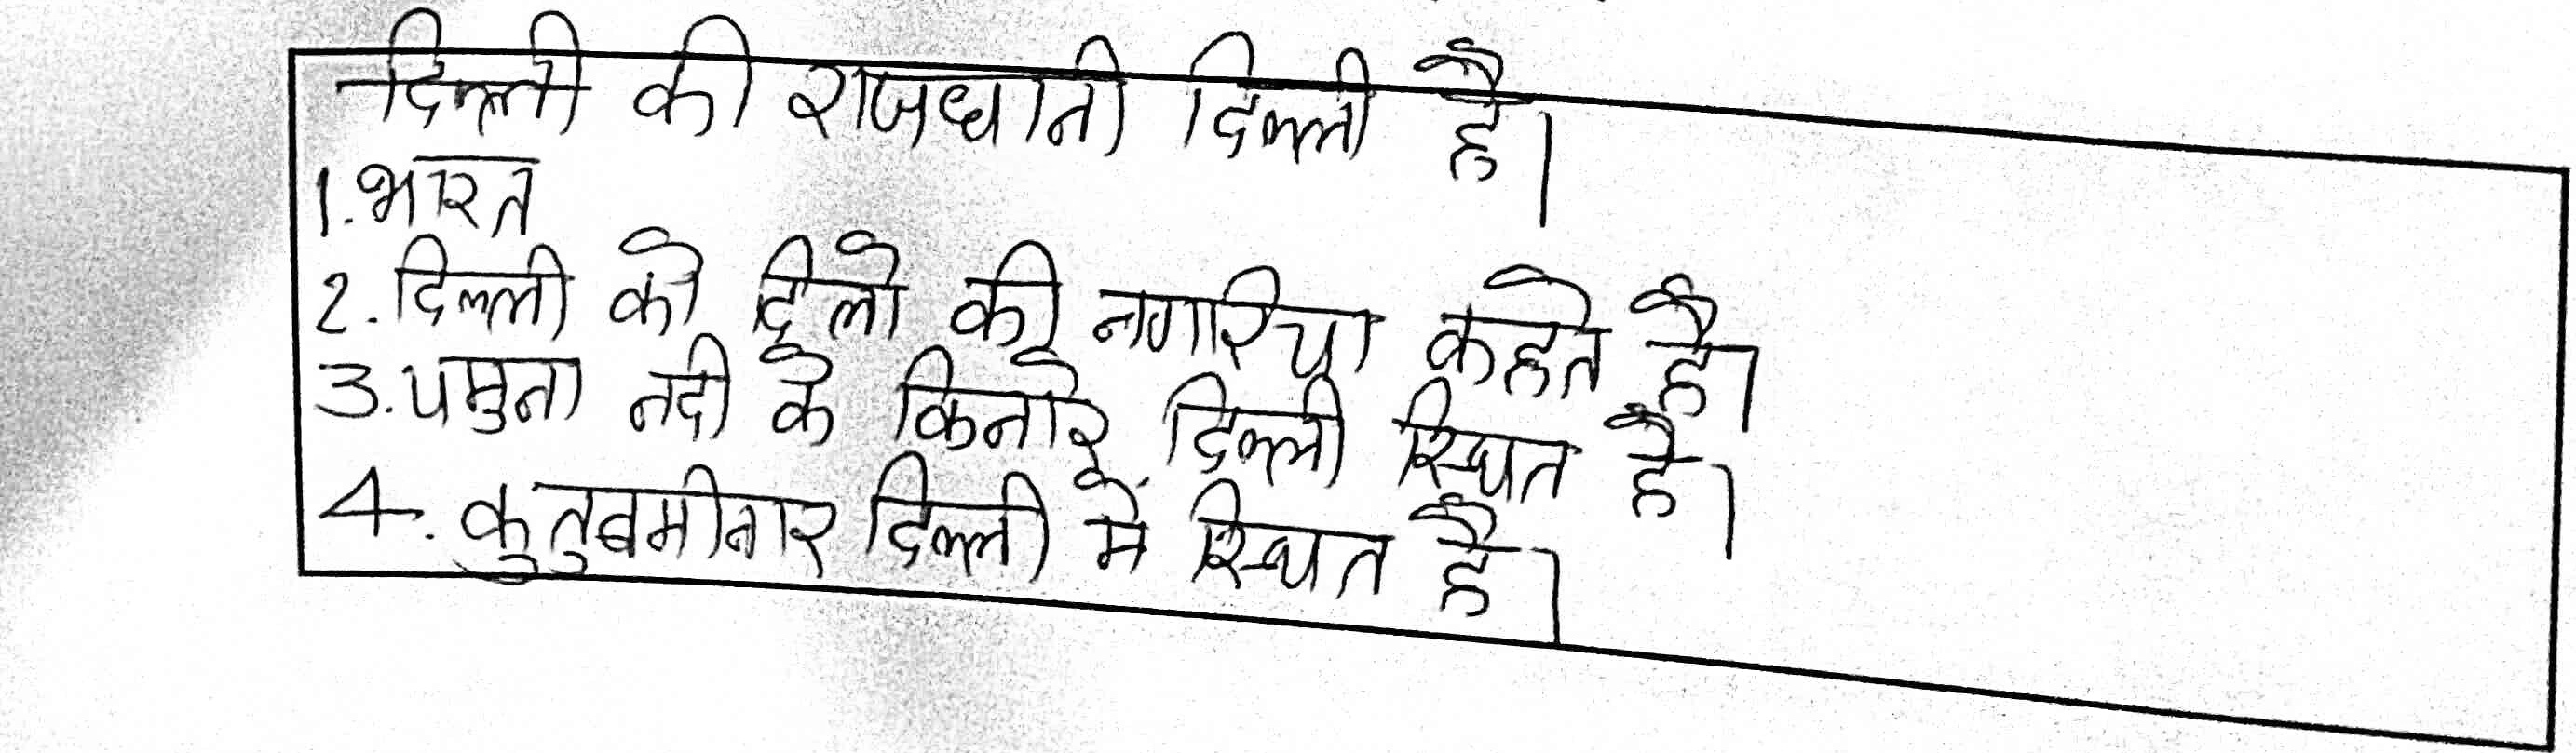 दिल्ली की राजधानी दिल्ली है।
1. भारत
2. दिल्ली को दिलो की नगरिया कहते है।
3. यमुना नदी के किनारे दिल्ली स्थित है।
4. कुतुबमीनार दिल्ली में स्थित है।